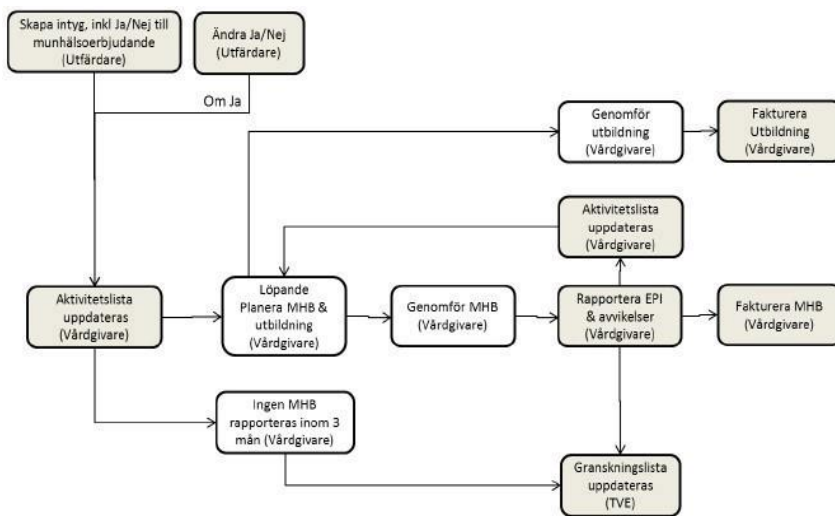 Skapa intyg, inkl Ja/Nej till
munhälsoerbjudande
(Utfärdare)
Ändra Ja/Nej
(Utfärdare)
Om Ja
Genomför
utbildning
(Vårdgivare)
Fakturera
Utbildning
(Vårdgivare)
Aktivitetslista
uppdateras
(Vårdgivare)
Aktivitetslista
uppdateras
(Vårdgivare)
Löpande
Planera MHB &
utbildning
(Vårdgivare)
Genomför MHB
(Vårdgivare)
Rapportera EPI
& avvikelser
(Vårdgivare)
Fakturera MHB
(Vårdgivare)
Ingen MHB
rapporteras inom 3
mån (Vårdgivare)
Granskningslista
uppdateras
(TVE)